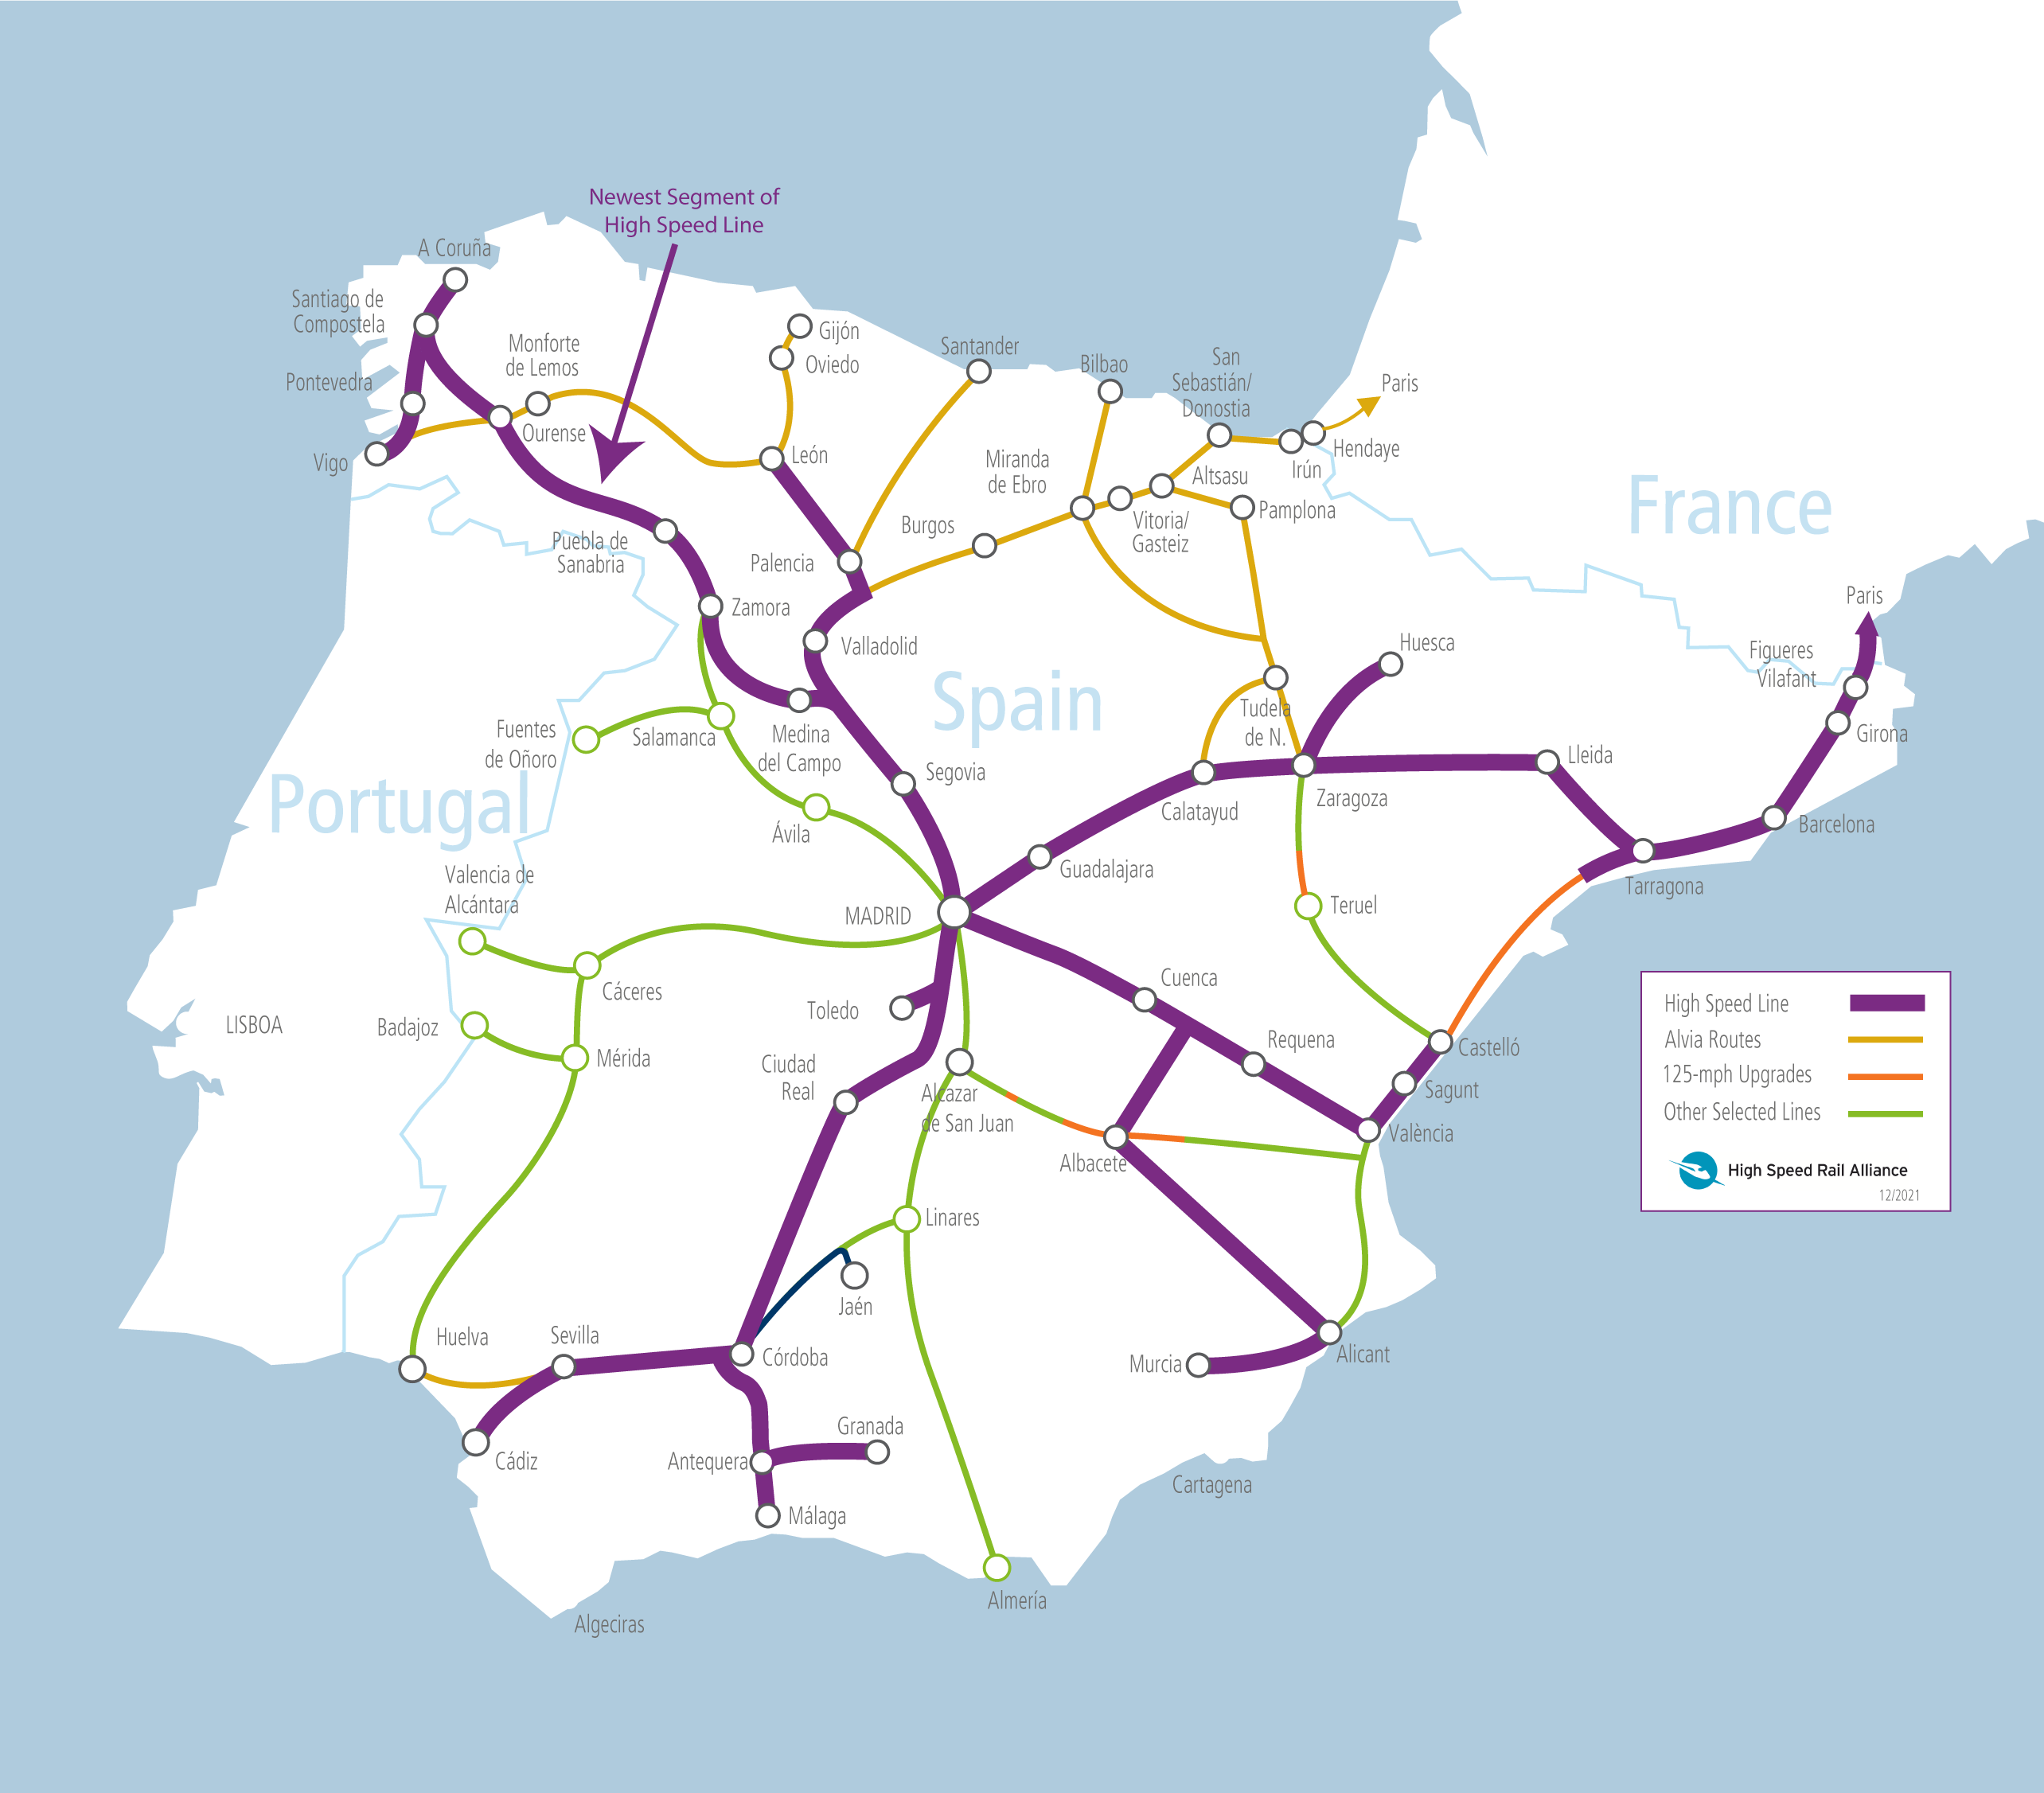 Newest Segment of
High Speed Line
A Coruña
Santiago de
Compostela
Monforte
de Lemos
Gijón
Oviedo
Santander
Bilbao
San
Sebastián/
Donostia
Paris
Pontevedra
Ourense
Vigo
León
Miranda
de Ebro
Altsasu
Irún
Hendaye
Burgos
Vitoria/
Gasteiz
Pamplona
France
Puebla de
Sanabria
Palencia
Zamora
Valladolid
Spain
Huesca
Paris
Figueres
Vilafant
Fuentes
de Oñoro
Salamanca
Medina
del Campo
Segovia
Tudela
de N.
Girona
Lleida
Portugal
Ávila
Calatayud
Zaragoza
Barcelona
Valencia de
Alcántara
MADRID
Guadalajara
Teruel
Tarragona
Cáceres
Toledo
Cuenca
LISBOA
Badajoz
Mérida
Ciudad
Real
Alcazar
de San Juan
Requena
Castelló
Sagunt
València
Albacete
High Speed Line
Alvia Routes
125-mph Upgrades
Other Selected Lines
High Speed Rail Alliance
12/2021
Linares
Jaén
Huelva
Sevilla
Córdoba
Murcia
Alicant
Cádiz
Antequera
Granada
Málaga
Cartagena
Almería
Algeciras